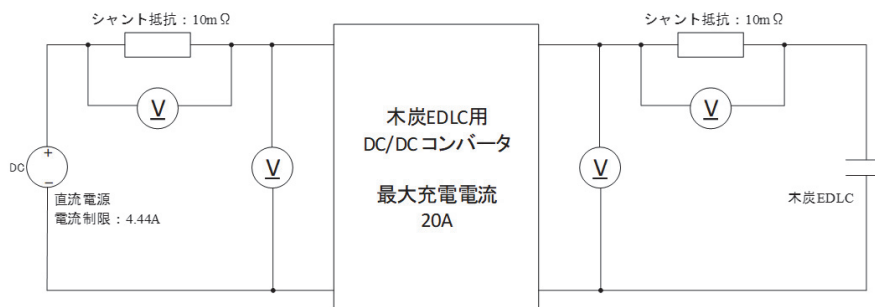 シャント抵抗：10mΩ
シャント抵抗：10mΩ
V
V
木炭EDLC用
DC/DCコンバータ
最大充電電流
20A
V
V
DC
+
−
直流電源
電流制限：4.44A
木炭EDLC